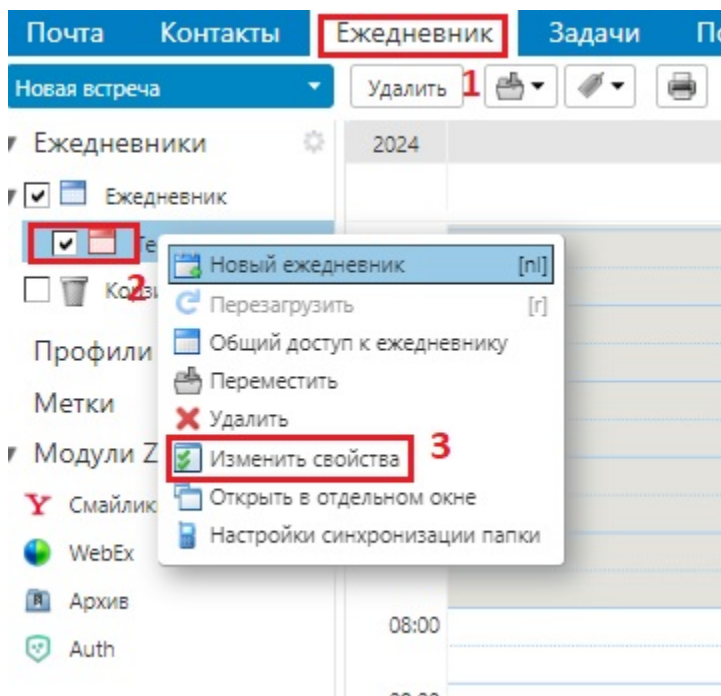 Почта Контакты Ежедневник Задачи
Новая встреча Удалить 1
Ежедневники 2024
Ежедневник
2
Новый ежедневник [nl]
Перезагрузить [r]
Общий доступ к ежедневнику
Профили
Переместить
Метки
Удалить
Модули Z
Изменить свойства 3
Открыть в отдельном окне
Настройки синхронизации папки
WebEx
Архив
08:00
Auth